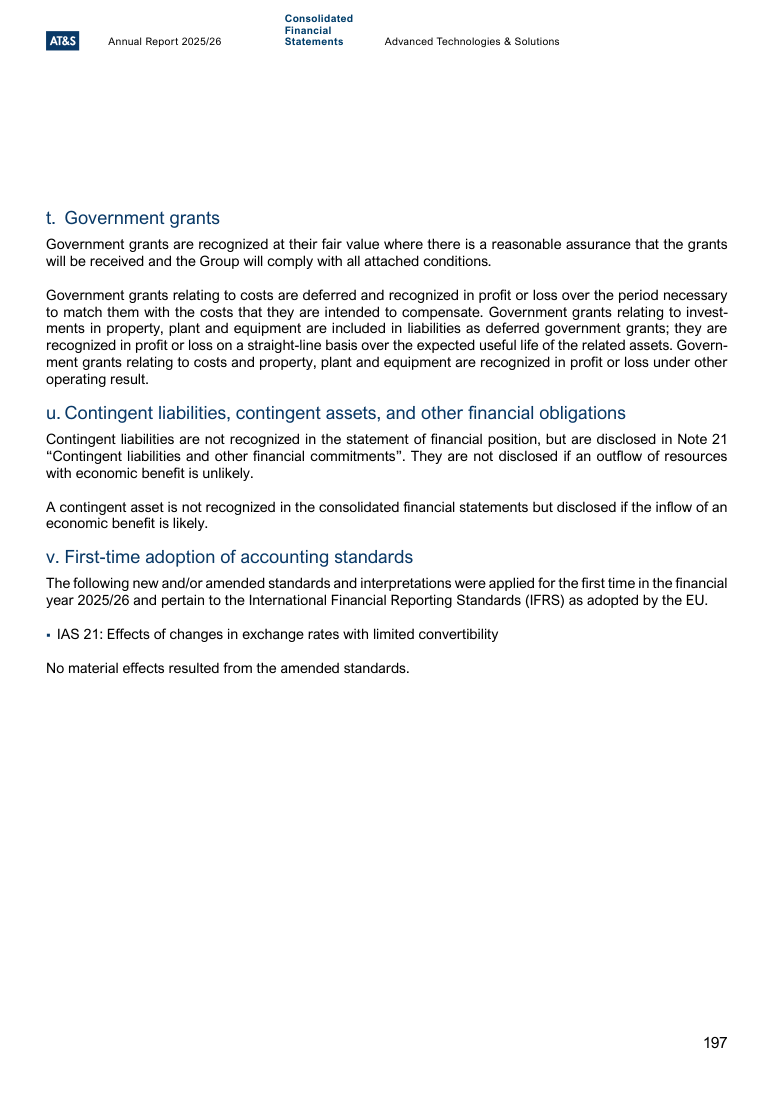 Consolidated
Financial
Statements
AT&S
Annual Report 2025/26
Advanced Technologies & Solutions
t. Government grants
Government grants are recognized at their fair value where there is a reasonable assurance that the grants
will be received and the Group will comply with all attached conditions.
Government grants relating to costs are deferred and recognized in profit or loss over the period necessary
to match them with the costs that they are intended to compensate. Government grants relating to invest-
ments in property, plant and equipment are included in liabilities as deferred government grants; they are
recognized in profit or loss on a straight-line basis over the expected useful life of the related assets. Govern-
ment grants relating to costs and property, plant and equipment are recognized in profit or loss under other
operating result.
u. Contingent liabilities, contingent assets, and other financial obligations
Contingent liabilities are not recognized in the statement of financial position, but are disclosed in Note 21
“Contingent liabilities and other financial commitments”. They are not disclosed if an outflow of resources
with economic benefit is unlikely.
A contingent asset is not recognized in the consolidated financial statements but disclosed if the inflow of an
economic benefit is likely.
v. First-time adoption of accounting standards
The following new and/or amended standards and interpretations were applied for the first time in the financial
year 2025/26 and pertain to the International Financial Reporting Standards (IFRS) as adopted by the EU.
▪ IAS 21: Effects of changes in exchange rates with limited convertibility
No material effects resulted from the amended standards.
197